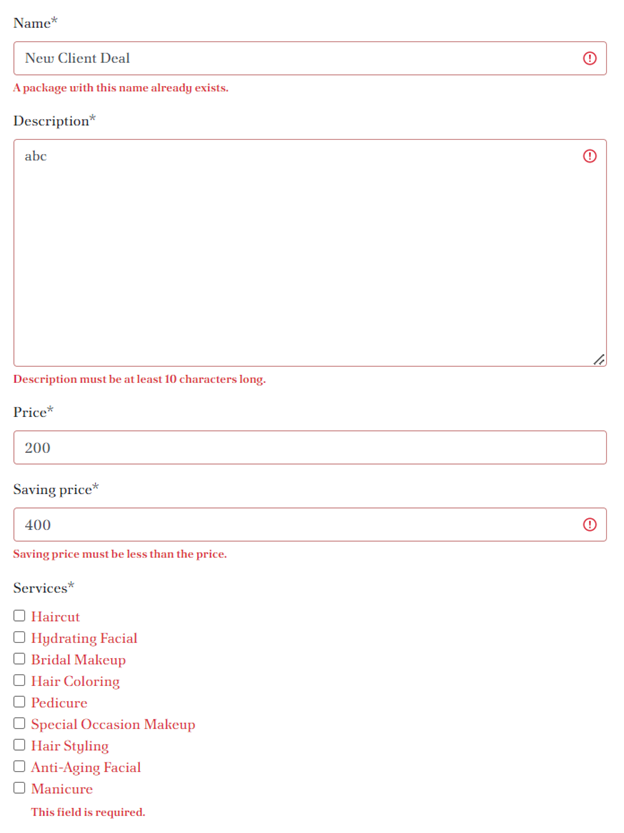 Name*
New Client Deal
A package with this name already exists.
Description*
abc
Description must be at least 10 characters long.
Price*
200
Saving price*
400
Saving price must be less than the price.
Services*
Haircut
Hydrating Facial
Bridal Makeup
Hair Coloring
Pedicure
Special Occasion Makeup
Hair Styling
Anti-Aging Facial
Manicure
This field is required.